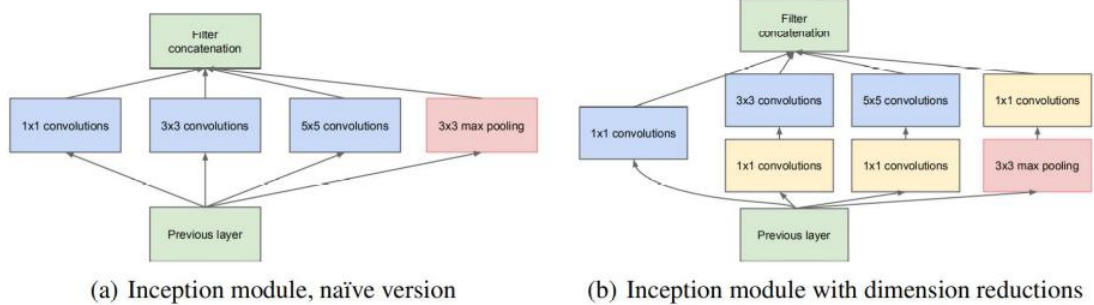 Filter
concatenation
1x1 convolutions
3x3 convolutions
5x5 convolutions
3x3 max pooling
Previous layer
(a) Inception module, naïve version
Filter
concatenation
3x3 convolutions
5x5 convolutions
1x1 convolutions
1x1 convolutions
1x1 convolutions
1x1 convolutions
3x3 max pooling
Previous layer
(b) Inception module with dimension reductions